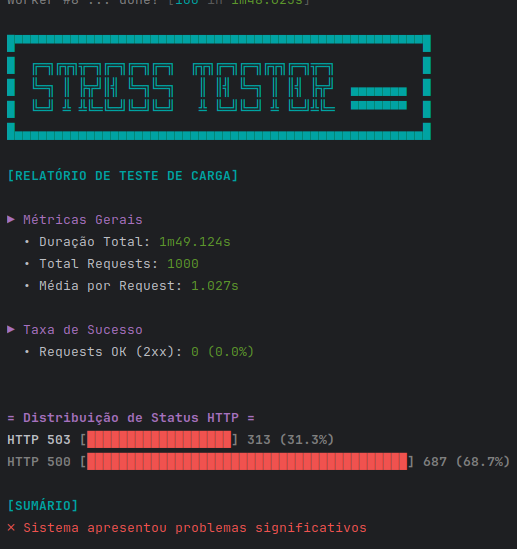 Worker #8 ... done! [100 in 1m48.623s]
[RELATÓRIO DE TESTE DE CARGA]
▶ Métricas Gerais
• Duração Total: 1m49.124s
• Total Requests: 1000
• Média por Request: 1.027s
▶ Taxa de Sucesso
• Requests OK (2xx): 0 (0.0%)
= Distribuição de Status HTTP =
HTTP 503 [██████████████████] 313 (31.3%)
HTTP 500 [████████████████████████████████████████] 687 (68.7%)
[SUMÁRIO]
✕ Sistema apresentou problemas significativos